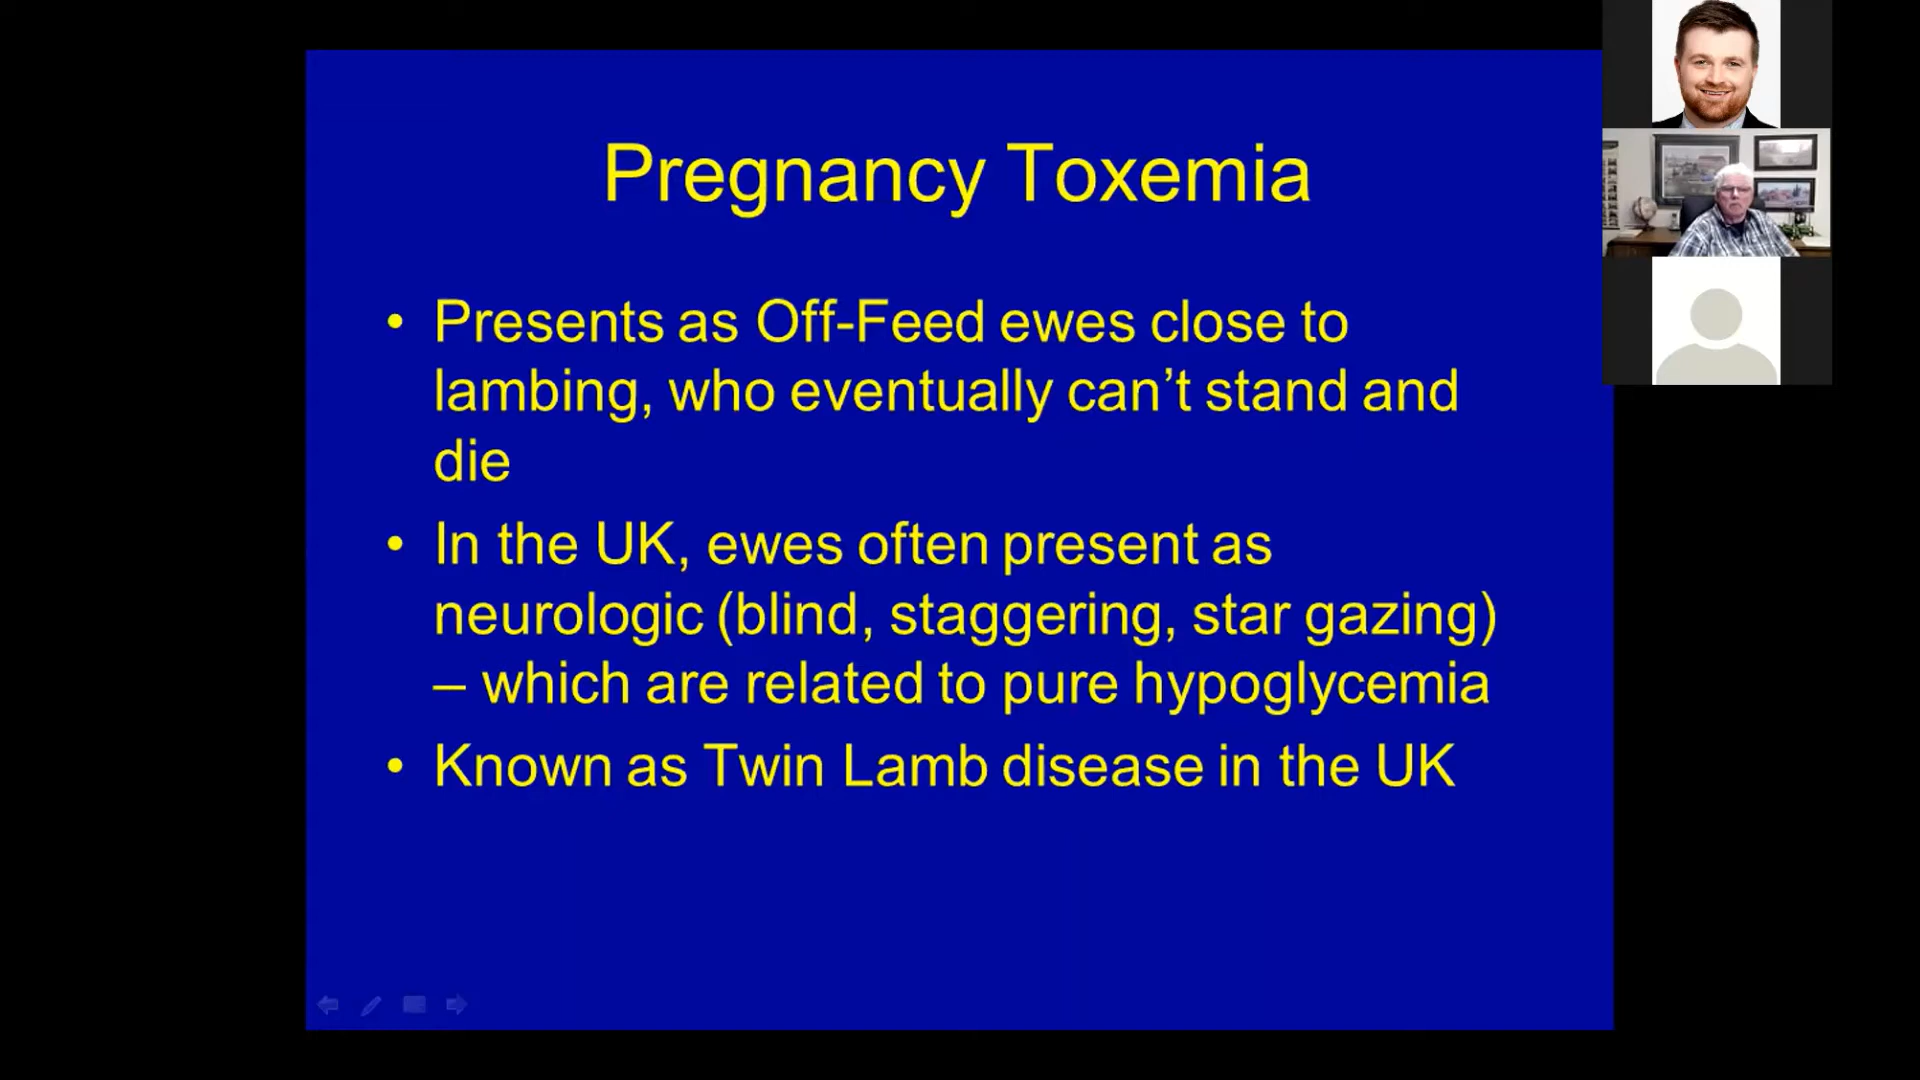 Pregnancy Toxemia
• Presents as Off-Feed ewes close to
lambing, who eventually can't stand and
die
• In the UK, ewes often present as
neurologic (blind, staggering, star gazing)
– which are related to pure hypoglycemia
• Known as Twin Lamb disease in the UK